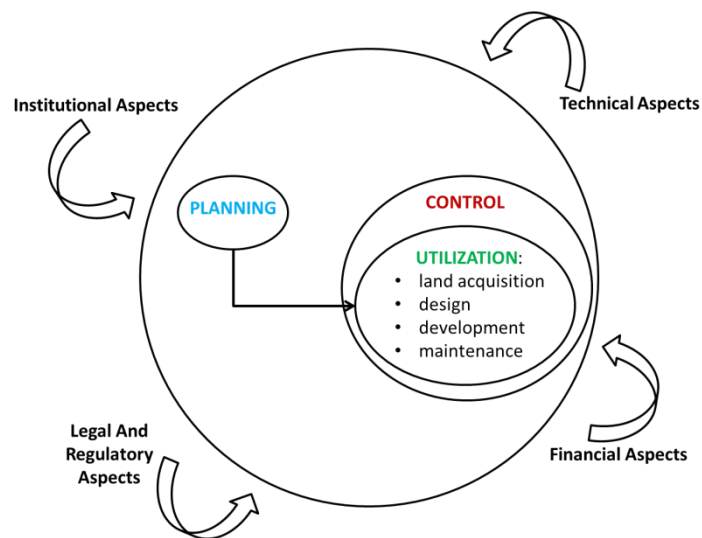 Institutional Aspects
Technical Aspects
PLANNING
CONTROL
UTILIZATION:
• land acquisition
• design
• development
• maintenance
Legal And
Regulatory
Aspects
Financial Aspects